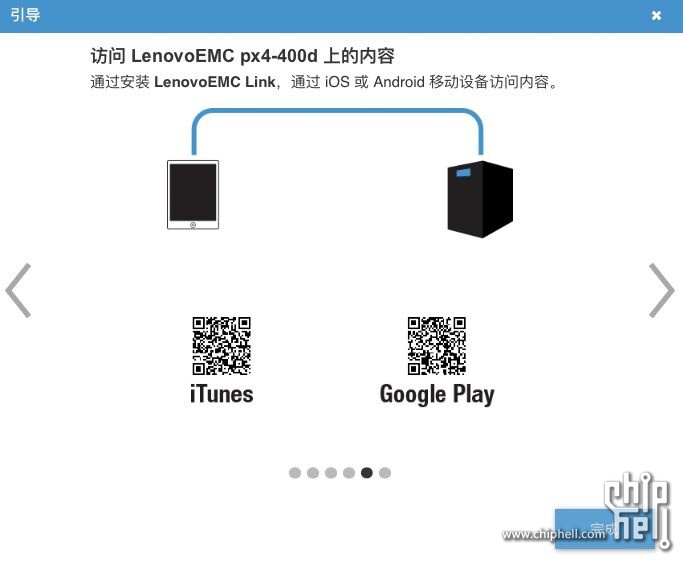 引导
访问 LenovoEMC px4-400d 上的内容
通过安装 LenovoEMC Link，通过 iOS 或 Android 移动设备访问内容。
iTunes
Google Play
完成
www.chiphell.com
chip
hell